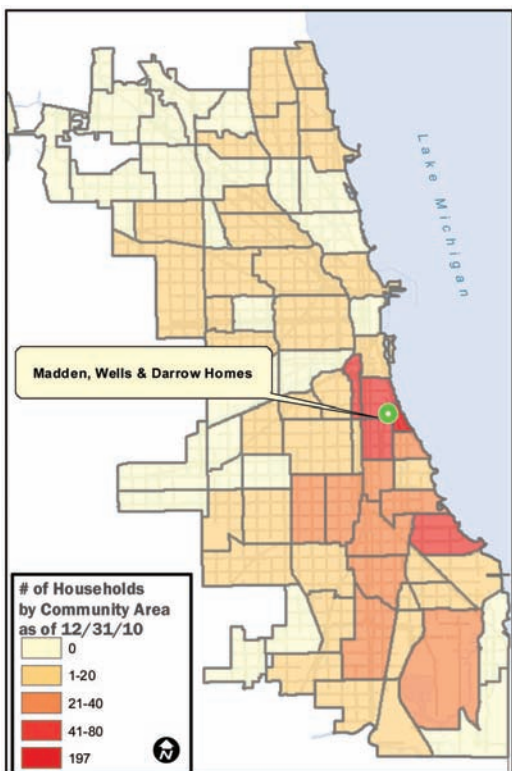 Lake Michigan
Madden, Wells & Darrow Homes
# of Households
by Community Area
as of 12/31/10
0
1-20
21-40
41-80
197
N